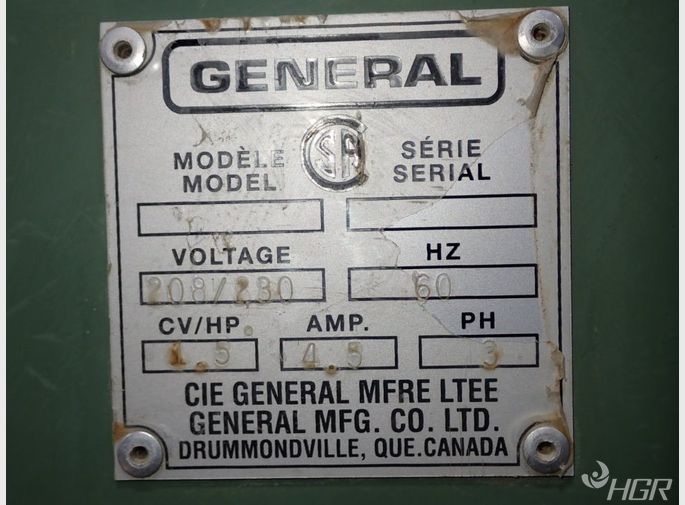 GENERAL
CSA
MODÈLE SÉRIE
MODEL SERIAL
VOLTAGE HZ
208/230 60
CV/HP. AMP. PH
1.5 4.5 3
CIE GENERAL MFRE LTEE
GENERAL MFG. CO. LTD.
DRUMMONDVILLE, QUE.CANADA
HGR